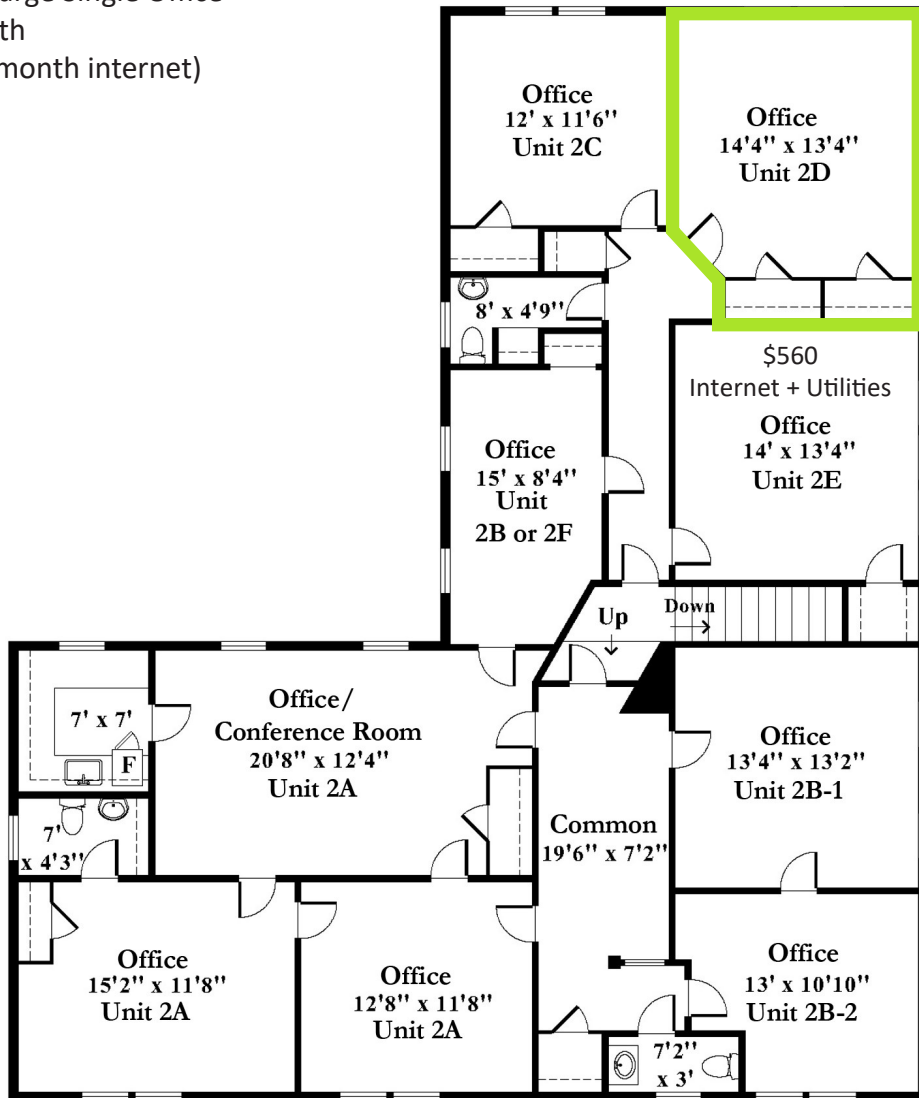 arge Single Office
th
month internet)
Office
12' x 11'6"
Unit 2C
Office
14'4" x 13'4"
Unit 2D
8' x 4'9"
$560
Internet + Utilities
Office
14' x 13'4"
Unit 2E
Office
15' x 8'4"
Unit
2B or 2F
Up
Down
7' x 7'
F
Office/
Conference Room
20'8" x 12'4"
Unit 2A
Office
13'4" x 13'2"
Unit 2B-1
7'
x 4'3"
Common
19'6" x 7'2"
Office
15'2" x 11'8"
Unit 2A
Office
12'8" x 11'8"
Unit 2A
Office
13' x 10'10"
Unit 2B-2
7'2"
x 3'